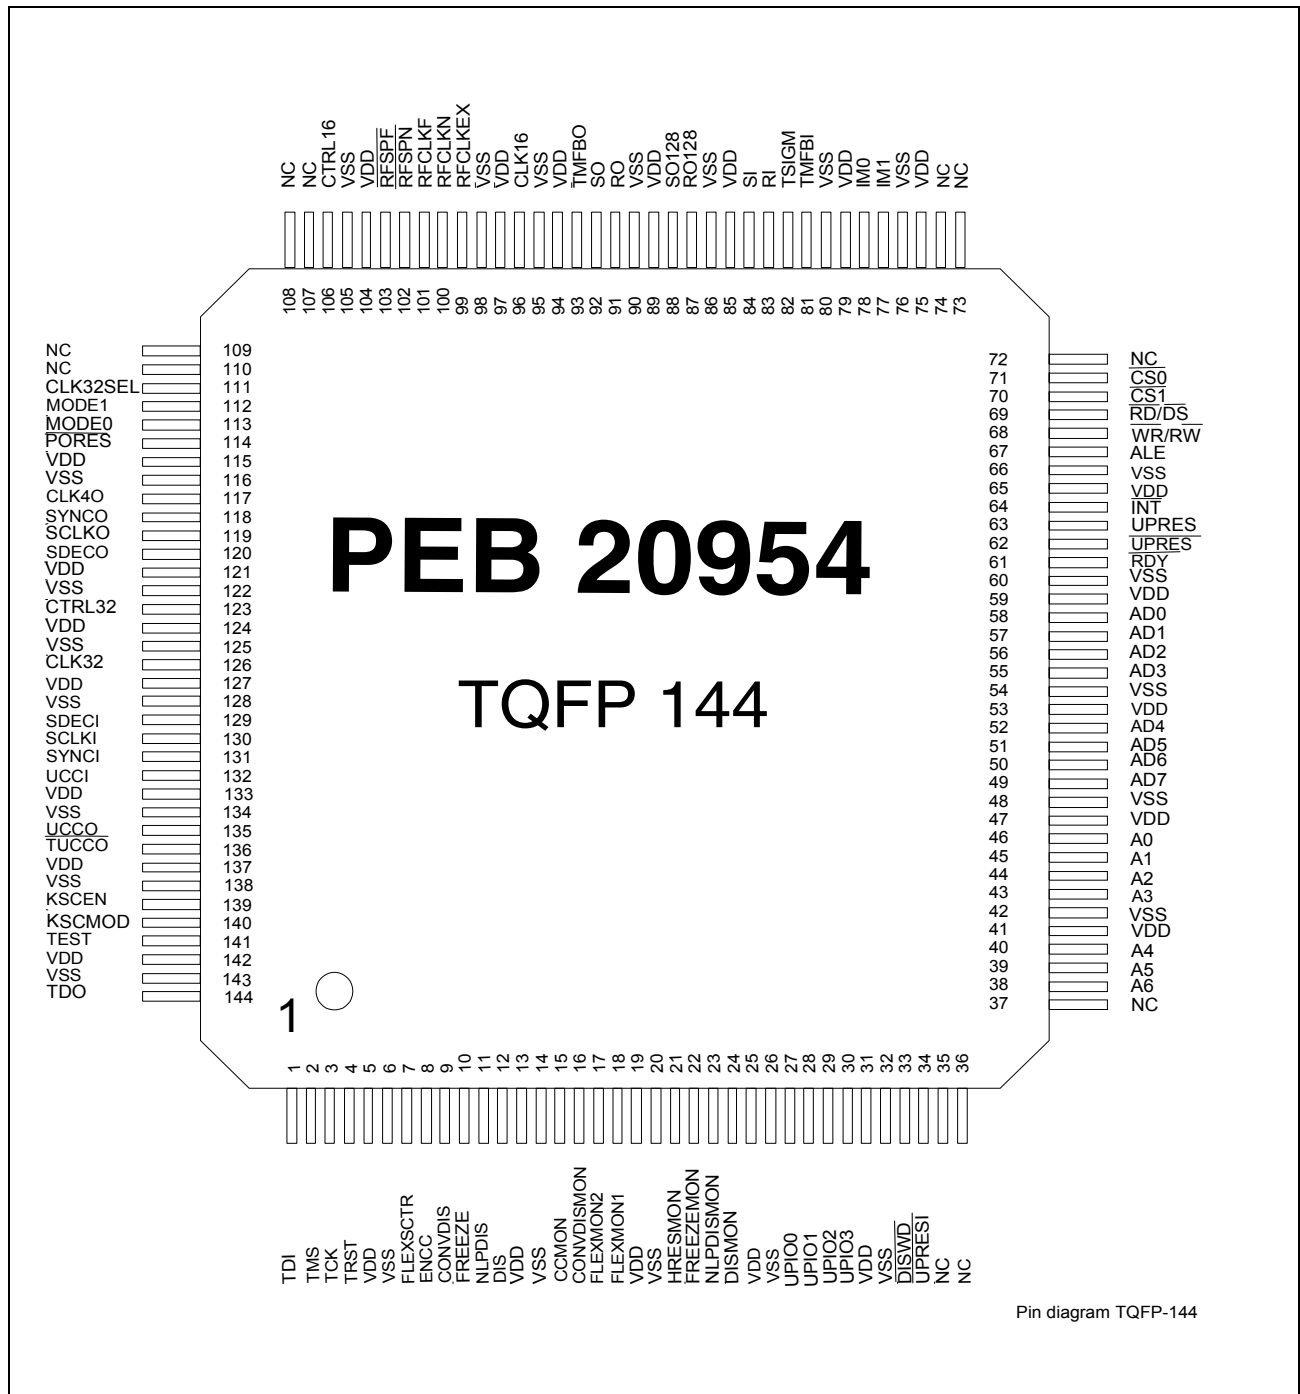 NC NC CTRL16 VSS VDD RFSPF RFSPN RFCLKF RFCLKN RFCLKEX VSS VDD CLK16 VSS VDD TMFBO SO RO VSS VDD SO128 RO128 VSS VDD SI RI TSIGM TMFBI VSS VDD IM0 IM1 VSS VDD NC NC
108 107 106 105 104 103 102 101 100 99 98 97 96 95 94 93 92 91 90 89 88 87 86 85 84 83 82 81 80 79 78 77 76 75 74 73
NC 109
NC 110
CLK32SEL 111
MODE1 112
MODE0 113
PORES 114
VDD 115
VSS 116
CLK4O 117
SYNCO 118
SCLKO 119
SDECO 120
VDD 121
VSS 122
CTRL32 123
VDD 124
VSS 125
CLK32 126
VDD 127
VSS 128
SDECI 129
SCLKI 130
SYNCI 131
UCCI 132
VDD 133
VSS 134
UCCO 135
TUCCO 136
VDD 137
VSS 138
KSCEN 139
KSCMOD 140
TEST 141
VDD 142
VSS 143
TDO 144
PEB 20954
TQFP 144
72 NC
71 CS0
70 CS1
69 RD/DS
68 WR/RW
67 ALE
66 VSS
65 VDD
64 INT
63 UPRES
62 UPRES
61 RDY
60 VSS
59 VDD
58 AD0
57 AD1
56 AD2
55 AD3
54 VSS
53 VDD
52 AD4
51 AD5
50 AD6
49 AD7
48 VSS
47 VDD
46 A0
45 A1
44 A2
43 A3
42 VSS
41 VDD
40 A4
39 A5
38 A6
37 NC
1
1 2 3 4 5 6 7 8 9 10 11 12 13 14 15 16 17 18 19 20 21 22 23 24 25 26 27 28 29 30 31 32 33 34 35 36
TDI TMS TCK TRST VDD VSS FLEXSCTR ENCC CONVDIS FREEZE NLPDIS DIS VDD VSS CCMON CONVDISMON FLEXMON2 FLEXMON1 VDD VSS HRESMON FREEZEMON NLPDISMON DISMON VDD VSS UPIO0 UPIO1 UPIO2 UPIO3 VDD VSS DISWD UPRESI NC NC
Pin diagram TQFP-144